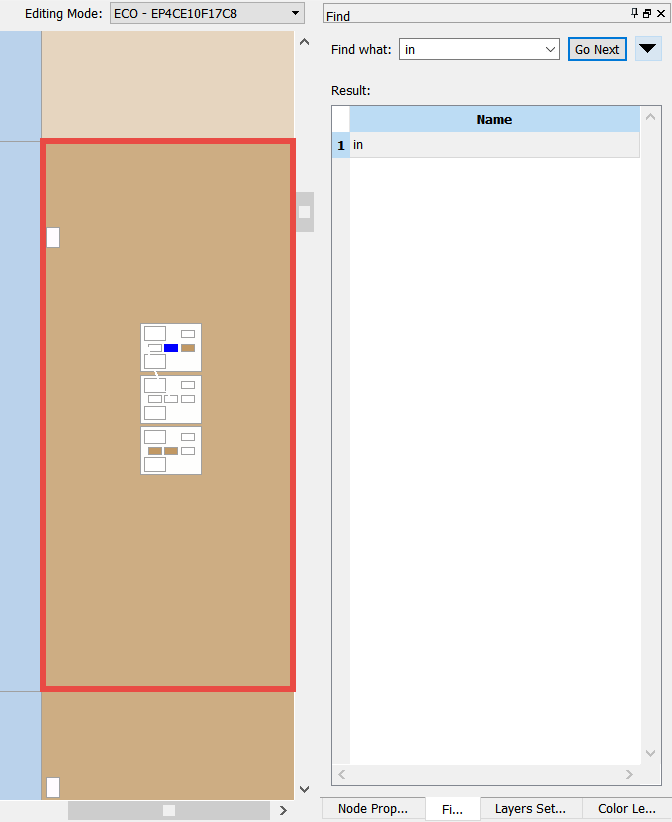 Editing Mode: ECO - EP4CE10F17C8
Find
Find what: in Go Next
Result:
Name
1 in
Node Prop... Fi... Layers Set... Color Le...